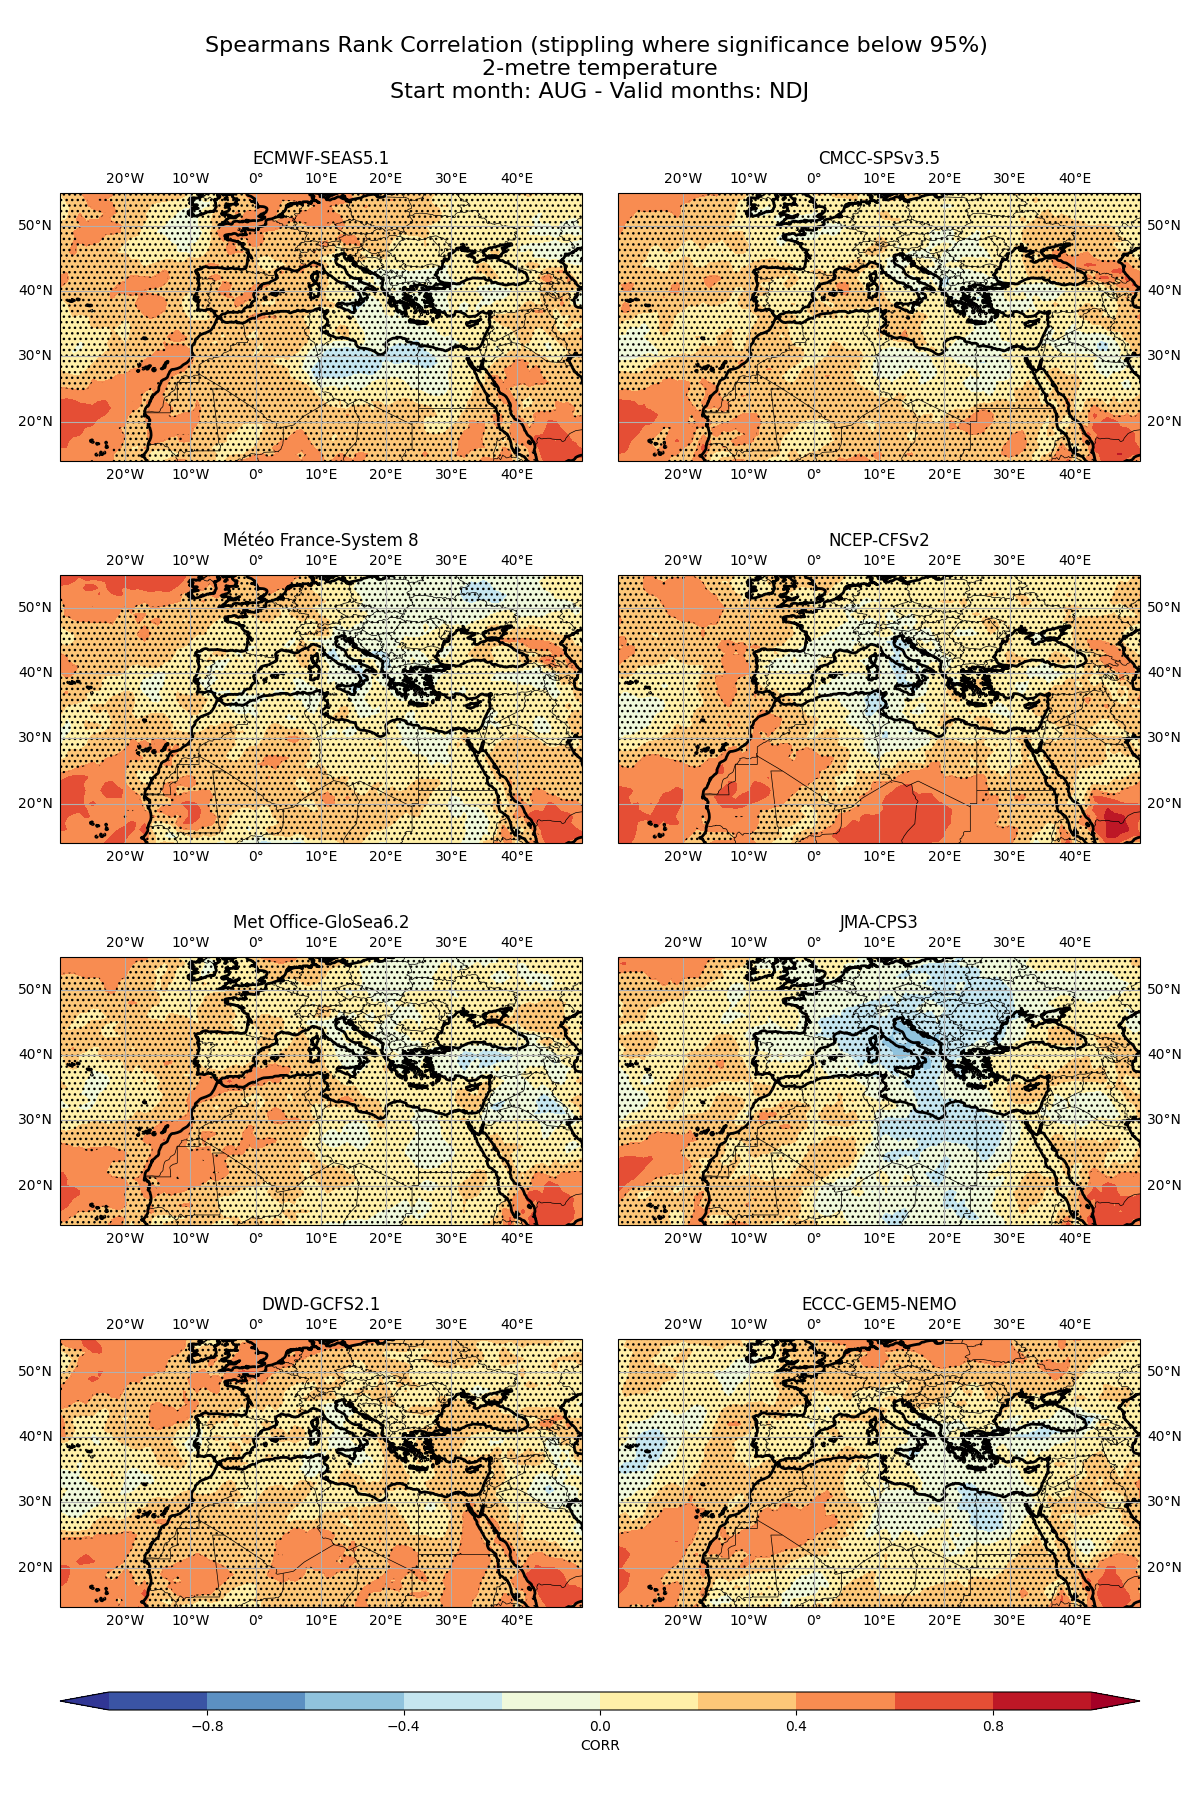 Spearmans Rank Correlation (stippling where significance below 95%)
2-metre temperature
Start month: AUG - Valid months: NDJ
ECMWF-SEAS5.1
CMCC-SPSv3.5
20°W 10°W 0° 10°E 20°E 30°E 40°E
20°W 10°W 0° 10°E 20°E 30°E 40°E
50°N 50°N
40°N 40°N
30°N 30°N
20°N 20°N
20°W 10°W 0° 10°E 20°E 30°E 40°E
20°W 10°W 0° 10°E 20°E 30°E 40°E
Météo France-System 8
NCEP-CFSv2
20°W 10°W 0° 10°E 20°E 30°E 40°E
20°W 10°W 0° 10°E 20°E 30°E 40°E
50°N 50°N
40°N 40°N
30°N 30°N
20°N 20°N
20°W 10°W 0° 10°E 20°E 30°E 40°E
20°W 10°W 0° 10°E 20°E 30°E 40°E
Met Office-GloSea6.2
JMA-CPS3
20°W 10°W 0° 10°E 20°E 30°E 40°E
20°W 10°W 0° 10°E 20°E 30°E 40°E
50°N 50°N
40°N 40°N
30°N 30°N
20°N 20°N
20°W 10°W 0° 10°E 20°E 30°E 40°E
20°W 10°W 0° 10°E 20°E 30°E 40°E
DWD-GCFS2.1
ECCC-GEM5-NEMO
20°W 10°W 0° 10°E 20°E 30°E 40°E
20°W 10°W 0° 10°E 20°E 30°E 40°E
50°N 50°N
40°N 40°N
30°N 30°N
20°N 20°N
20°W 10°W 0° 10°E 20°E 30°E 40°E
20°W 10°W 0° 10°E 20°E 30°E 40°E
−0.8 −0.4 0.0 0.4 0.8
CORR